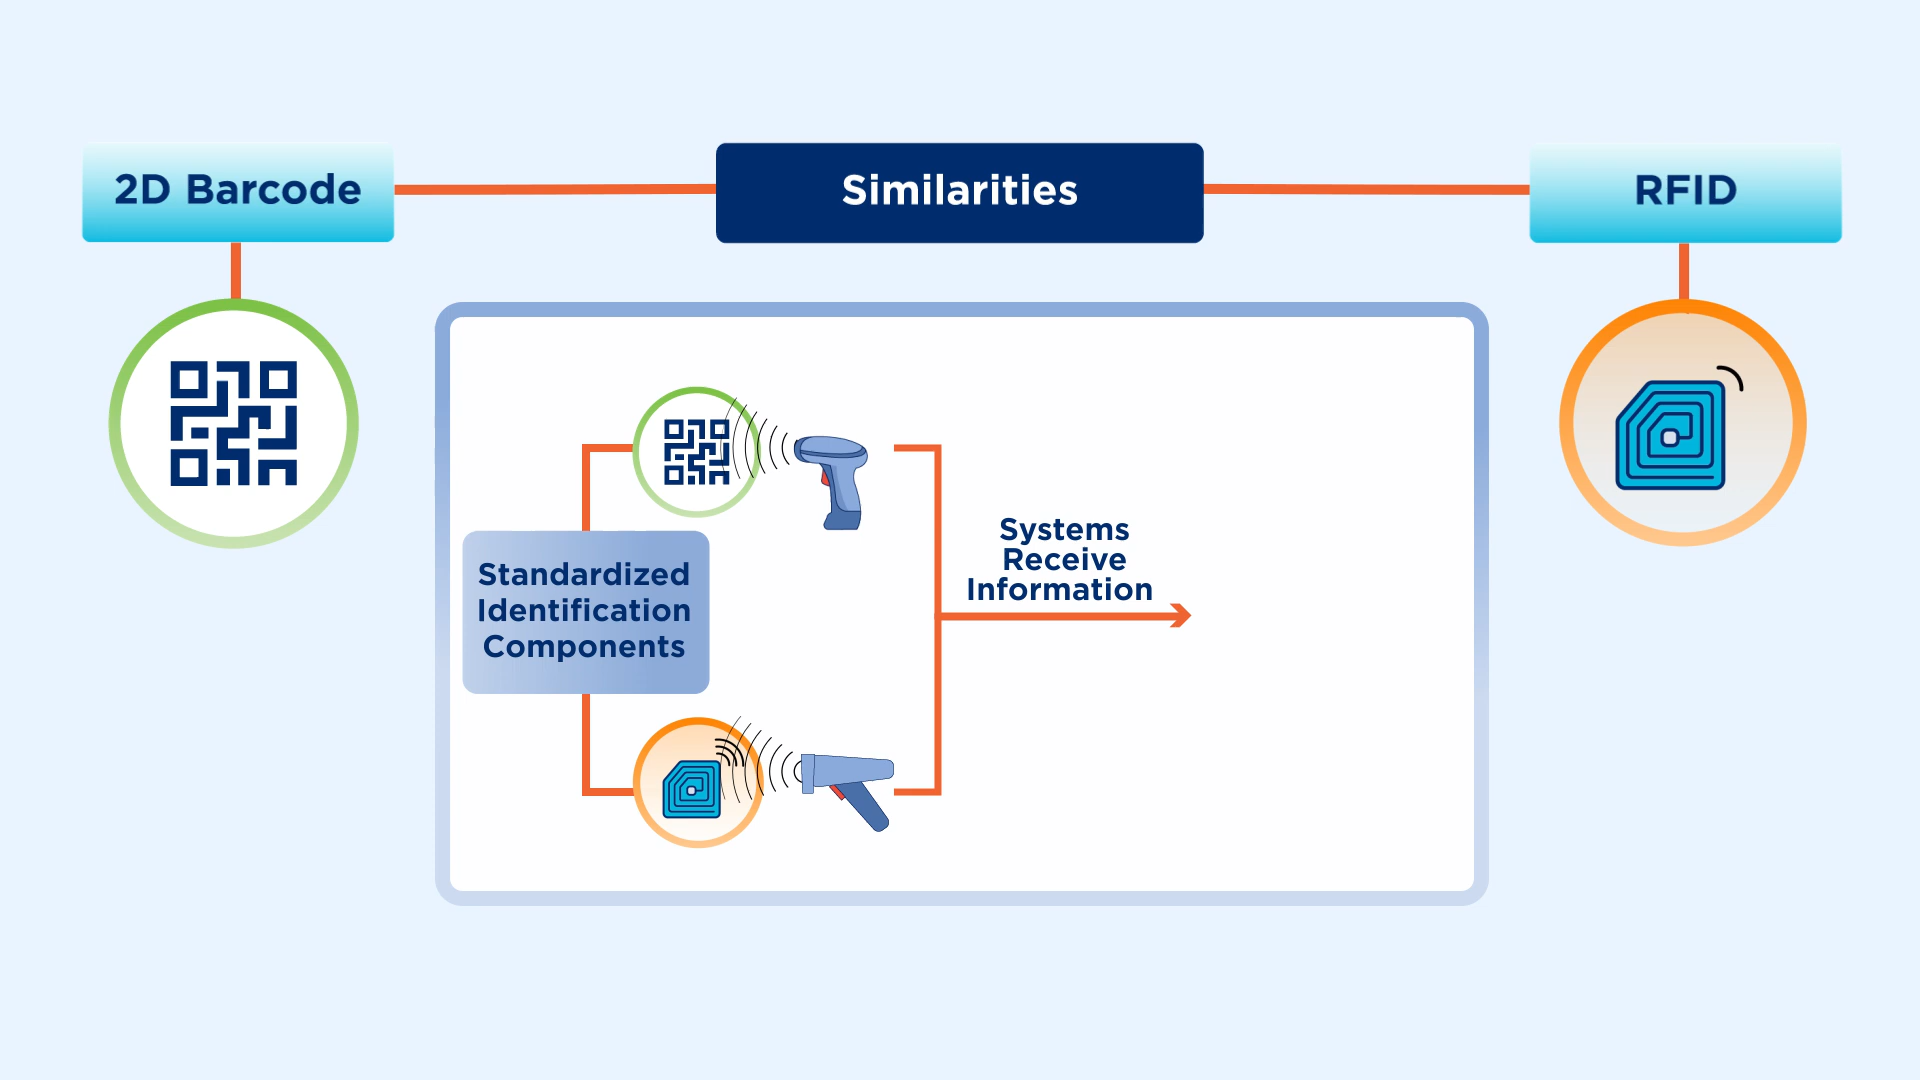 2D Barcode
Similarities
RFID
Systems
Receive
Information
Standardized
Identification
Components